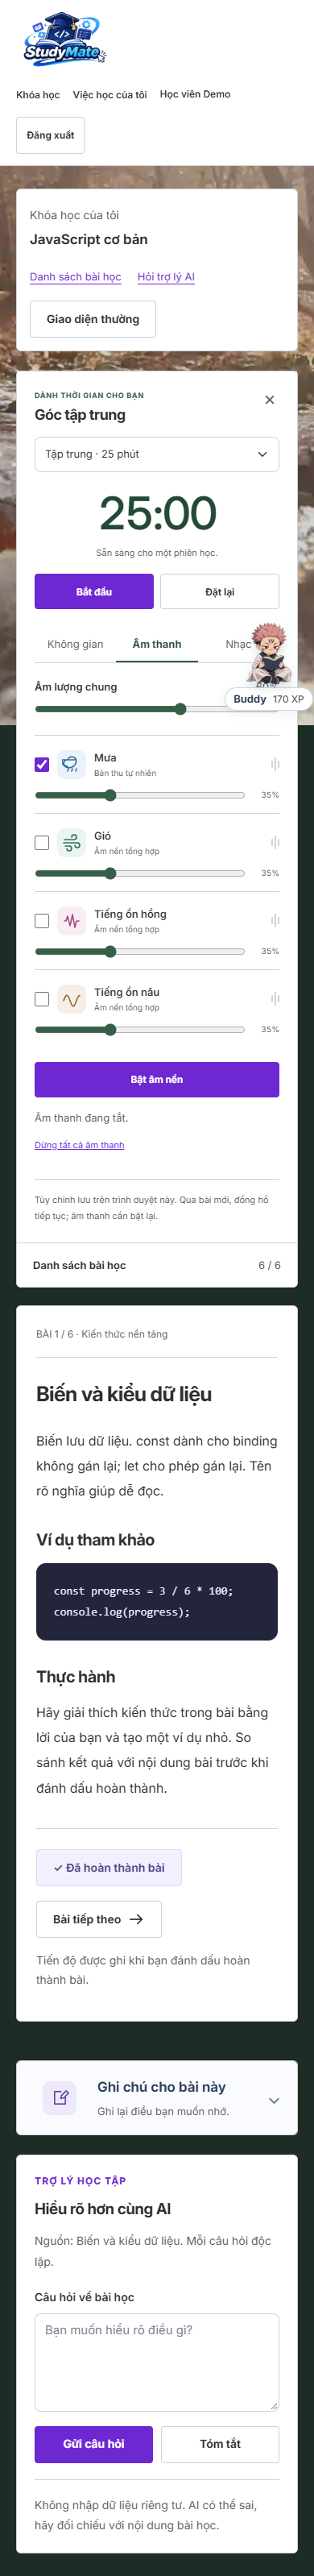 StudyMate
Khóa học Việc học của tôi Học viên Demo
Đăng xuất
Khóa học của tôi
JavaScript cơ bản
Danh sách bài học Hỏi trợ lý AI
Giao diện thường
DÀNH THỜI GIAN CHO BẠN
Góc tập trung
Tập trung · 25 phút
25:00
Sẵn sàng cho một phiên học.
Bắt đầu Đặt lại
Không gian Âm thanh Nhạc
Âm lượng chung
Buddy 170 XP
Mưa
Bản thu tự nhiên
35%
Gió
Âm nền tổng hợp
35%
Tiếng ồn hồng
Âm nền tổng hợp
35%
Tiếng ồn nâu
Âm nền tổng hợp
35%
Bật âm nền
Âm thanh đang tắt.
Dừng tất cả âm thanh
Tùy chỉnh lưu trên trình duyệt này. Qua bài mới, đồng hồ
tiếp tục; âm thanh cần bật lại.
Danh sách bài học 6 / 6
BÀI 1 / 6 · Kiến thức nền tảng
Biến và kiểu dữ liệu
Biến lưu dữ liệu. const dành cho binding
không gán lại; let cho phép gán lại. Tên
rõ nghĩa giúp dễ đọc.
Ví dụ tham khảo
const progress = 3 / 6 * 100;
console.log(progress);
Thực hành
Hãy giải thích kiến thức trong bài bằng
lời của bạn và tạo một ví dụ nhỏ. So
sánh kết quả với nội dung bài trước khi
đánh dấu hoàn thành.
✓ Đã hoàn thành bài
Bài tiếp theo →
Tiến độ được ghi khi bạn đánh dấu hoàn
thành bài.
Ghi chú cho bài này
Ghi lại điều bạn muốn nhớ.
TRỢ LÝ HỌC TẬP
Hiểu rõ hơn cùng AI
Nguồn: Biến và kiểu dữ liệu. Mỗi câu hỏi độc
lập.
Câu hỏi về bài học
Bạn muốn hiểu rõ điều gì?
Gửi câu hỏi Tóm tắt
Không nhập dữ liệu riêng tư. AI có thể sai,
hãy đối chiếu với nội dung bài học.